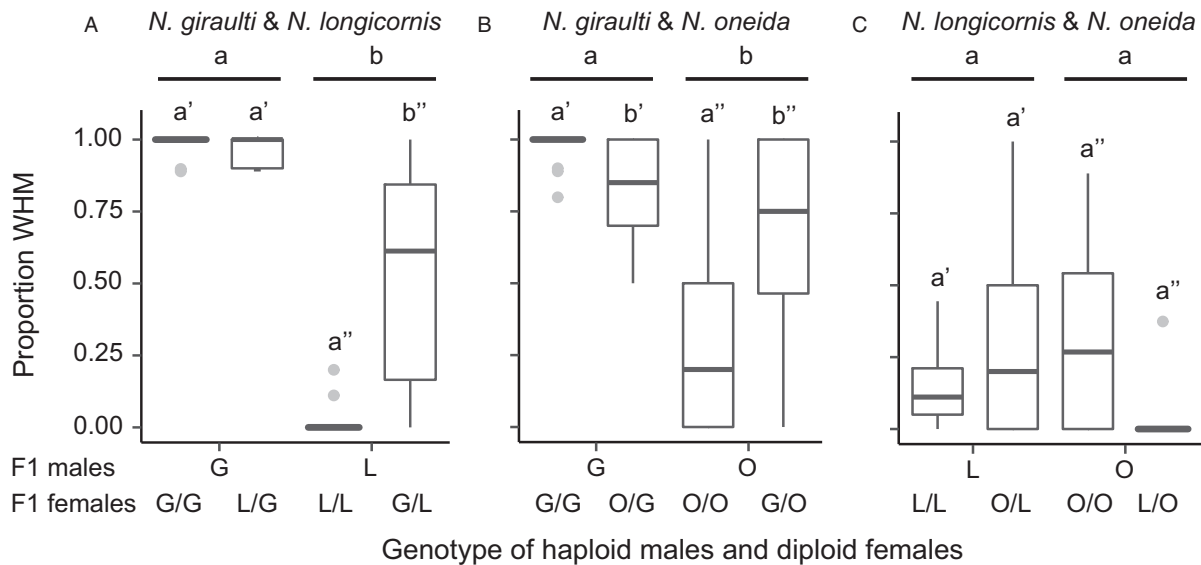 A N. giraulti & N. longicornis B N. giraulti & N. oneida C N. longicornis & N. oneida
a b a b a a
a’ a’ a’’ b’’ a’ b’ a’’ b’’ a’ a’ a’’ a’’
Proportion WHM
1.00
0.75
0.50
0.25
0.00
F1 males G L G O L O
F1 females G/G L/G L/L G/L G/G O/G O/O G/O L/L O/L O/O L/O
Genotype of haploid males and diploid females